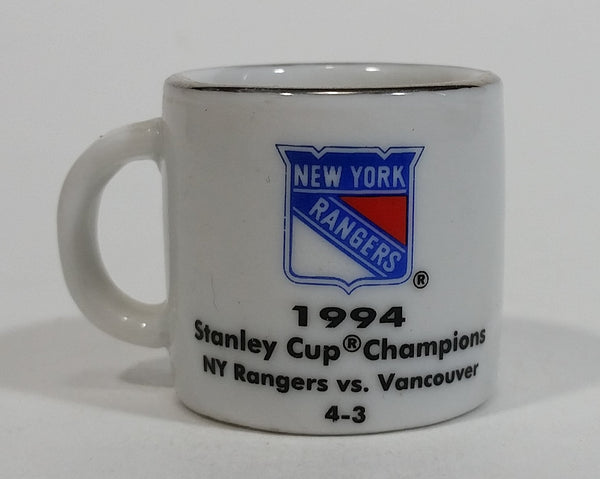 NEW YORK
RANGERS
®
1994
Stanley Cup® Champions
NY Rangers vs. Vancouver
4-3